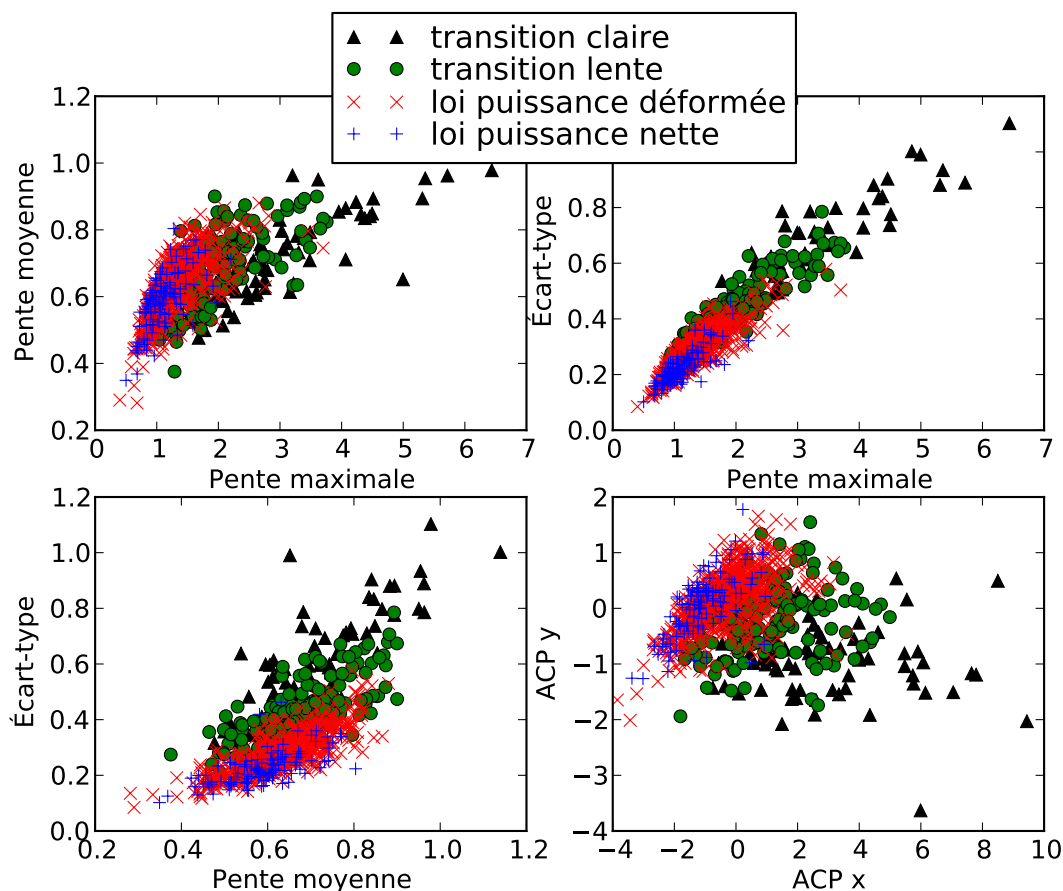 transition claire
transition lente
loi puissance déformée
loi puissance nette
1.2
1.0
0.8
0.6
0.4
0.2
Pente moyenne
0 1 2 3 4 5 6 7
Pente maximale
1.2
1.0
0.8
0.6
0.4
0.2
0.0
Écart-type
0 1 2 3 4 5 6 7
Pente maximale
1.2
1.0
0.8
0.6
0.4
0.2
0.0
Écart-type
0.2 0.4 0.6 0.8 1.0 1.2
Pente moyenne
2
1
0
−1
−2
−3
−4
ACP y
−4 −2 0 2 4 6 8 10
ACP x